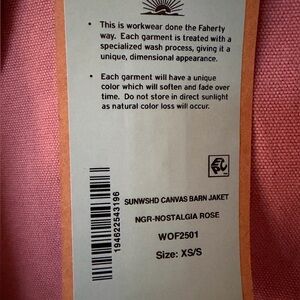 • This is workwear done the Faherty
way. Each garment is treated with a
specialized wash process, giving it a
unique, dimensional appearance.
• Each garment will have a unique
color which will soften and fade over
time. Do not store in direct sunlight
as natural color loss will occur.
194622543196
SUNWSHD CANVAS BARN JAKET
NGR-NOSTALGIA ROSE
WOF2501
Size: XS/S